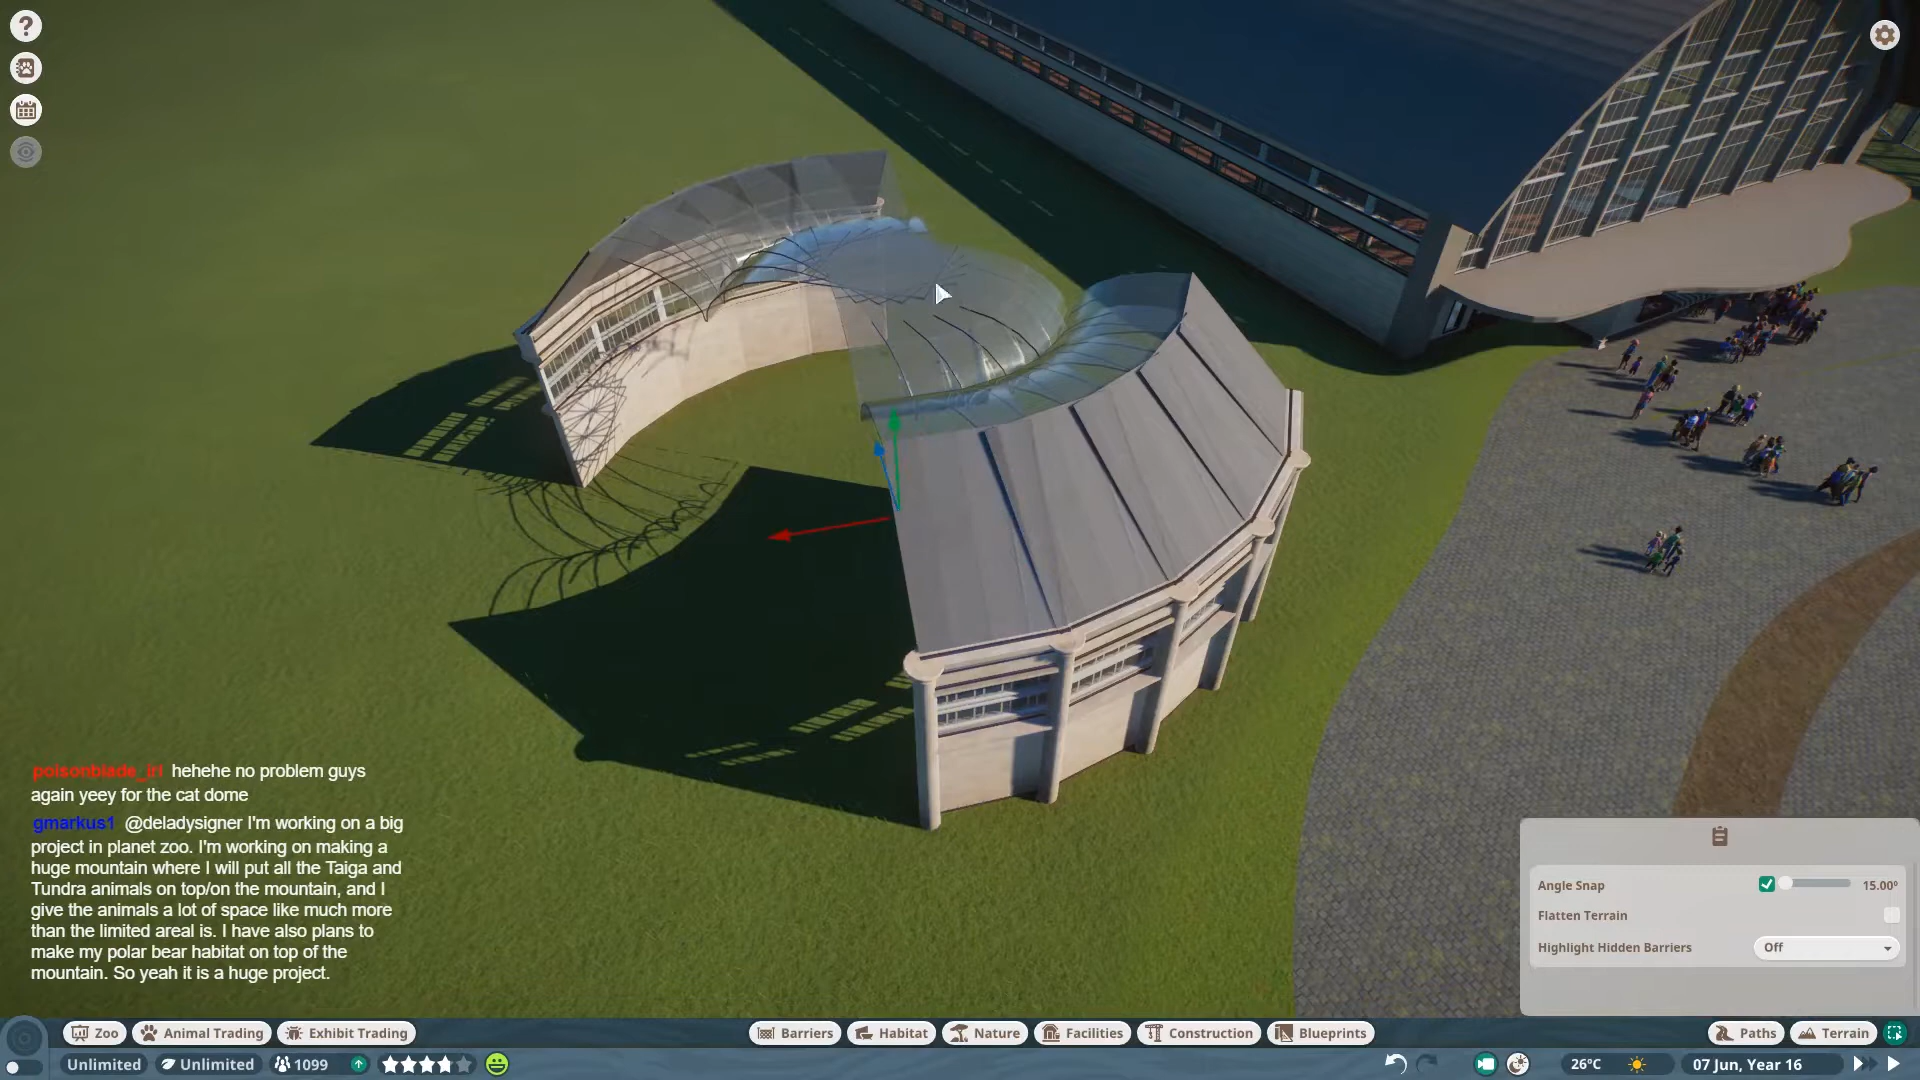 ?
poisonblade_irl hehehe no problem guys
again yeey for the cat dome
gmarkus1 @deladysigner I'm working on a big
project in planet zoo. I'm working on making a
huge mountain where I will put all the Taiga and
Tundra animals on top/on the mountain, and I
give the animals a lot of space like much more
than the limited areal is. I have also plans to
make my polar bear habitat on top of the
mountain. So yeah it is a huge project.
Angle Snap 15.00°
Flatten Terrain
Highlight Hidden Barriers Off
Zoo Animal Trading Exhibit Trading Barriers Habitat Nature Facilities Construction Blueprints Paths Terrain
Unlimited Unlimited 1099 26°C 07 Jun, Year 16